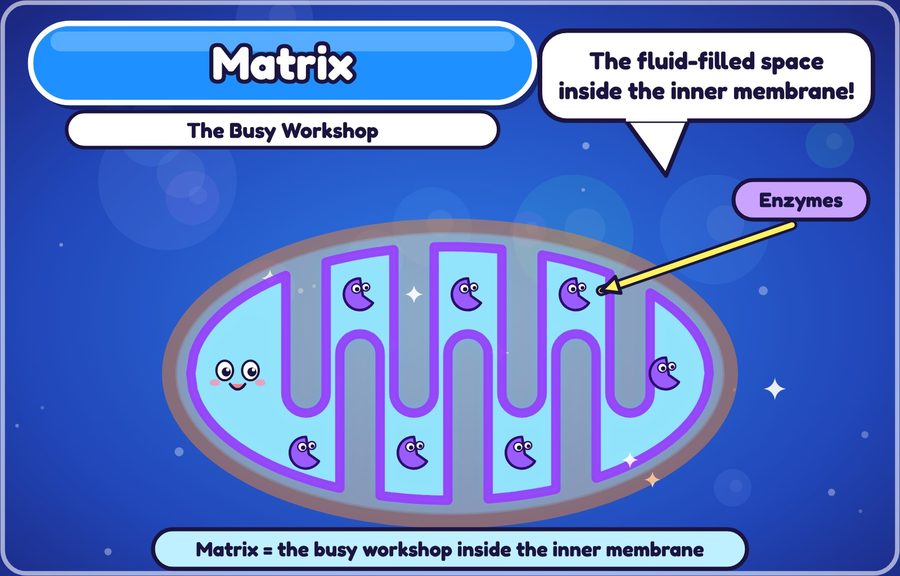 Matrix
The Busy Workshop
The fluid-filled space
inside the inner membrane!
Enzymes
Matrix = the busy workshop inside the inner membrane